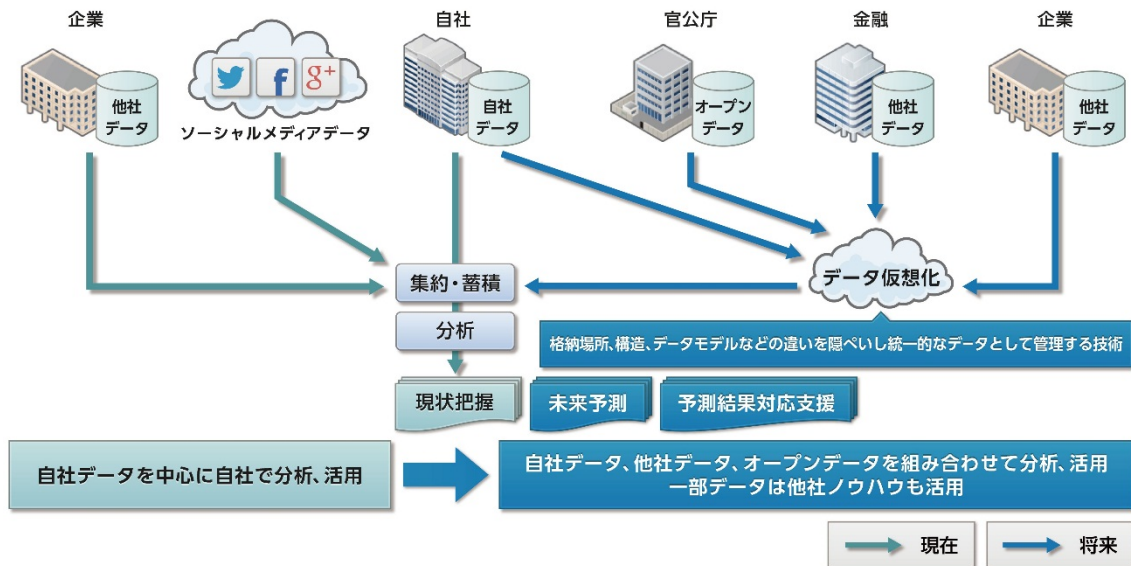 企業
自社
官公庁
金融
企業
他社
データ
g+
ソーシャルメディアデータ
自社
データ
オープン
データ
他社
データ
他社
データ
集約・蓄積
データ仮想化
分析
格納場所、構造、データモデルなどの違いを隠ぺいし統一的なデータとして管理する技術
現状把握
未来予測
予測結果対応支援
自社データを中心に自社で分析、活用
自社データ、他社データ、オープンデータを組み合わせて分析、活用
一部データは他社ノウハウも活用
現在
将来